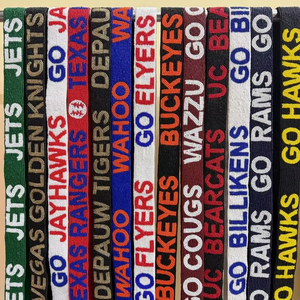 JETS JETS JETS
VEGAS GOLDEN KNIGHTS
JAYHAWKS GO JA
TEXAS RANGERS TEXAS
DEPAUW TIGERS DEPAU
WAHOO WAHOO WAHOO
GO FLYERS GO FLYERS
BUCKEYES BUCKEYES
GO COUGS WAZZU GO
UC BEARCATS UC BEA
GO BILLIKENS GO BI
GO RAMS GO RAMS
GO HAWKS GO HAWKS